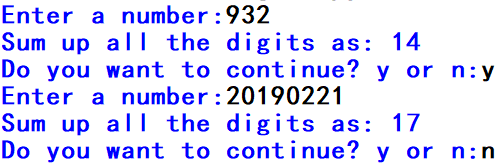 Enter a number:932
Sum up all the digits as: 14
Do you want to continue? y or n:y
Enter a number:20190221
Sum up all the digits as: 17
Do you want to continue? y or n:n